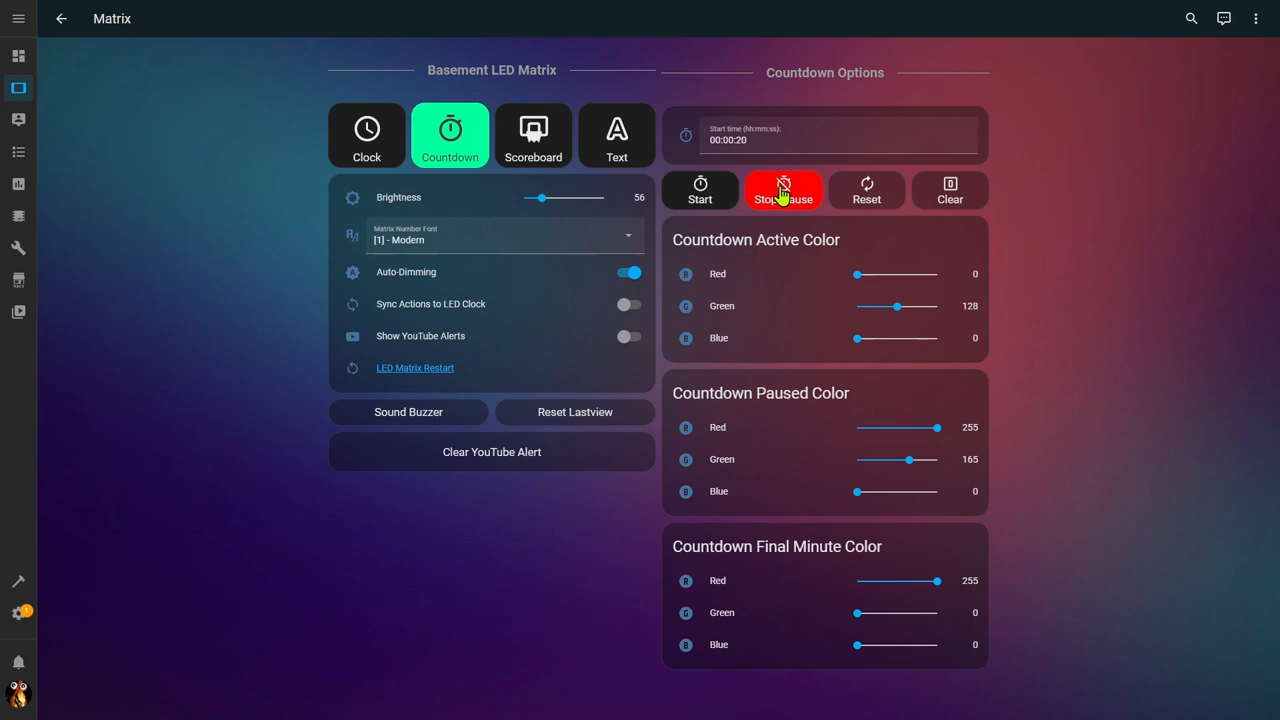 Matrix
Basement LED Matrix
Clock
Countdown
Scoreboard
Text
Brightness 56
Matrix Number Font
[1] - Modern
Auto-Dimming
Sync Actions to LED Clock
Show YouTube Alerts
LED Matrix Restart
Sound Buzzer
Reset Lastview
Clear YouTube Alert
Countdown Options
Start time (hh:mm:ss):
00:00:20
Start
Reset
Clear
Countdown Active Color
R Red 0
G Green 128
B Blue 0
Countdown Paused Color
R Red 255
G Green 165
B Blue 0
Countdown Final Minute Color
R Red 255
G Green 0
B Blue 0
1